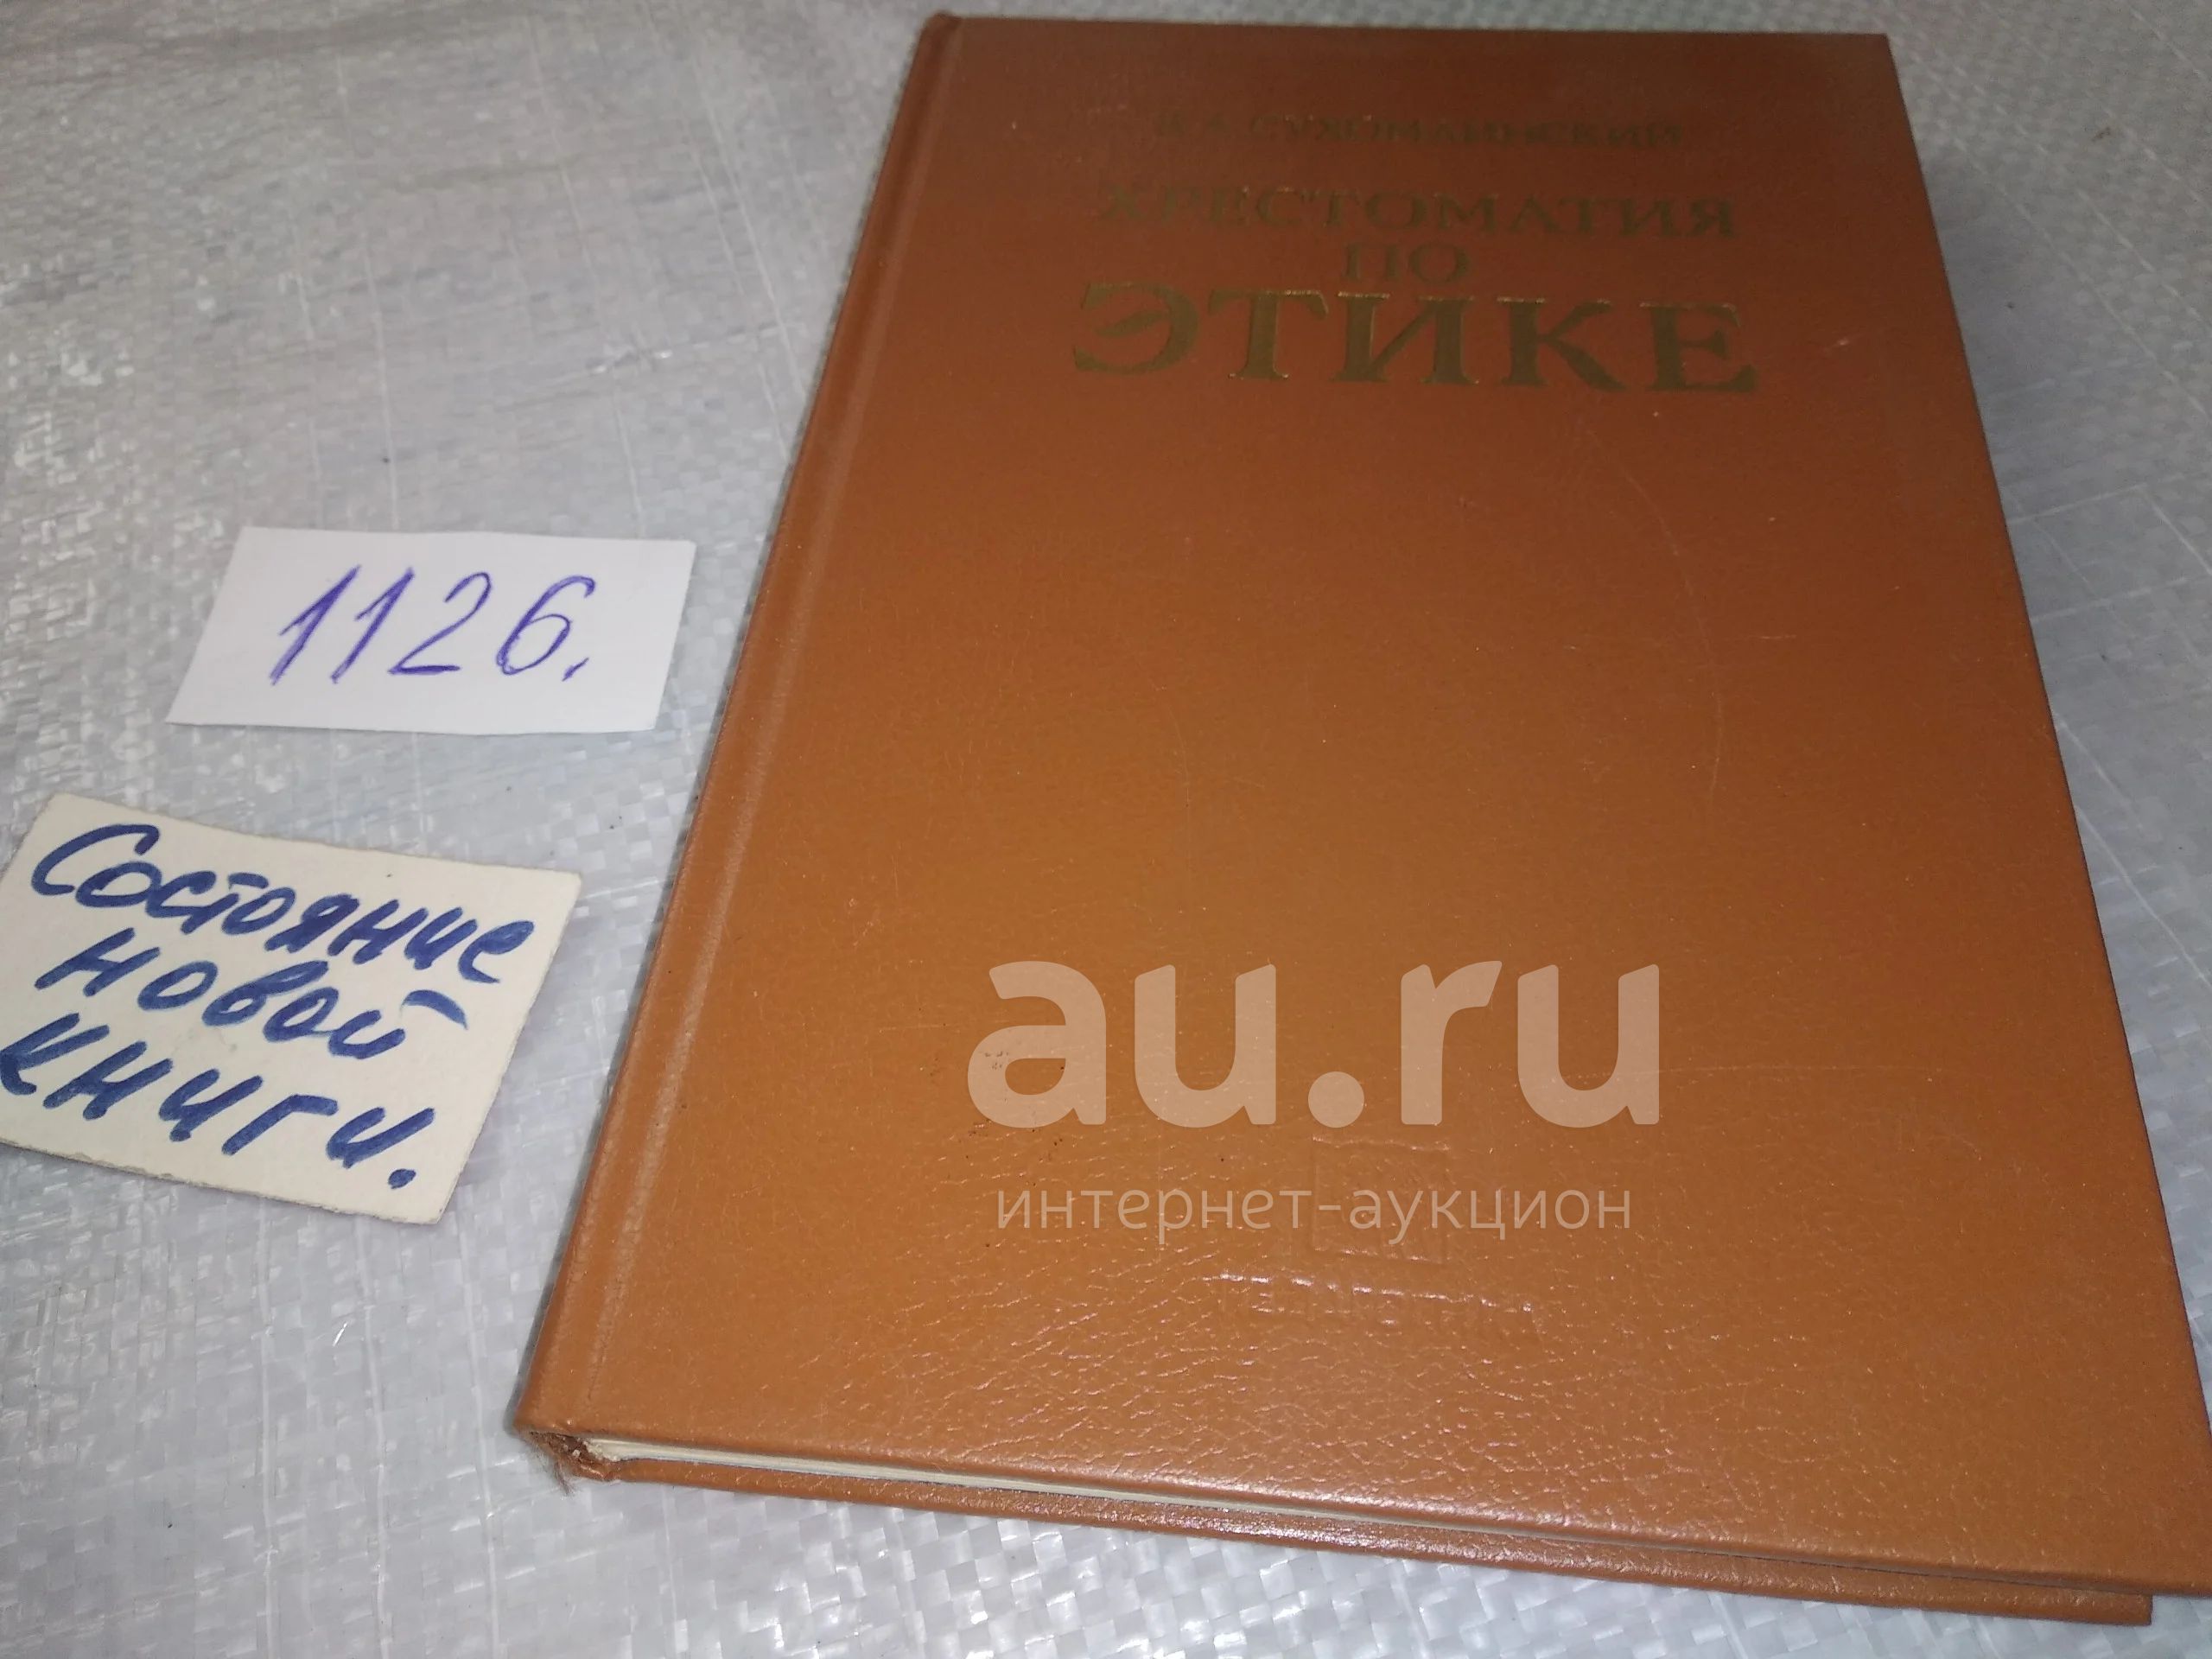 В.А. СУХОМЛИНСКИЙ
ХРЕСТОМАТИЯ
ПО
ЭТИКЕ
1126.
Состояние
новой
книги.
au.ru
интернет-аукцион